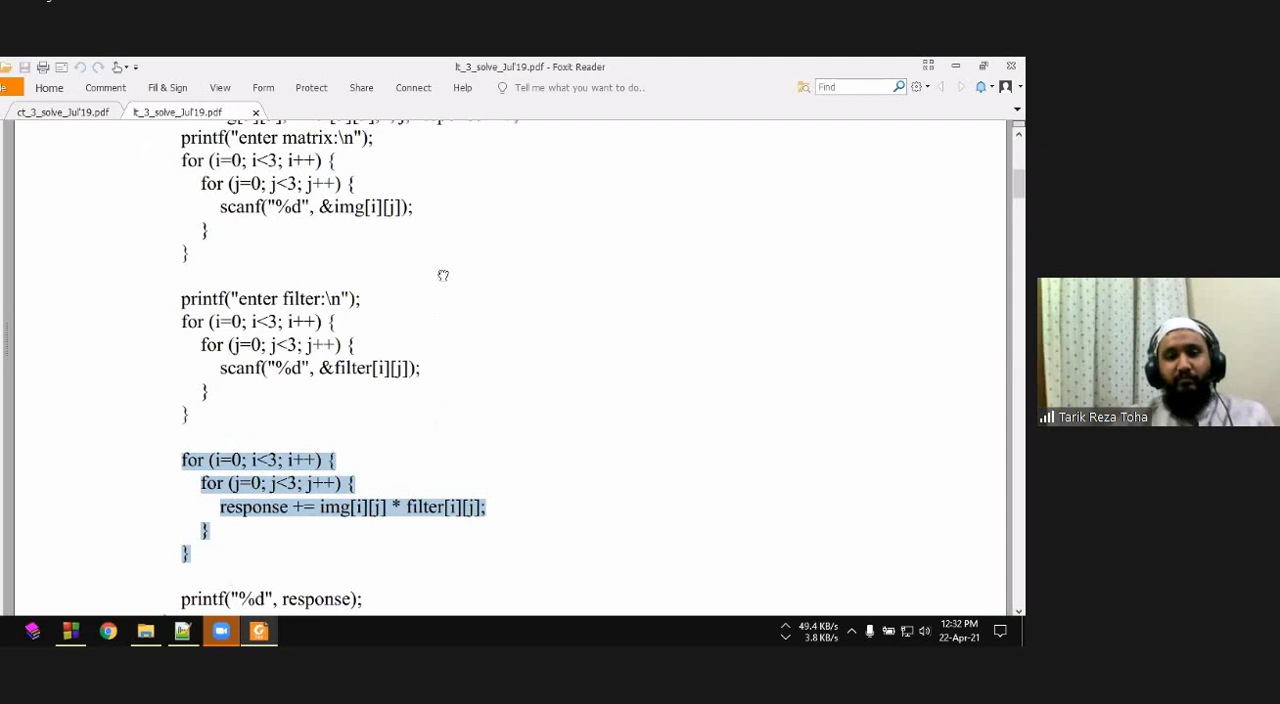 lt_3_solve_Jul'19.pdf - Foxit Reader
Home Comment Fill & Sign View Form Protect Share Connect Help Tell me what you want to do.. Find
ct_3_solve_Jul'19.pdf lt_3_solve_Jul'19.pdf
printf("enter matrix:\n");
for (i=0; i<3; i++) {
for (j=0; j<3; j++) {
scanf("%d", &img[i][j]);
}
}
printf("enter filter:\n");
for (i=0; i<3; i++) {
for (j=0; j<3; j++) {
scanf("%d", &filter[i][j]);
}
}
for (i=0; i<3; i++) {
for (j=0; j<3; j++) {
response += img[i][j] * filter[i][j];
}
}
printf("%d", response);
Tarik Reza Toha
49.4 KB/s
3.8 KB/s
12:32 PM
22-Apr-21